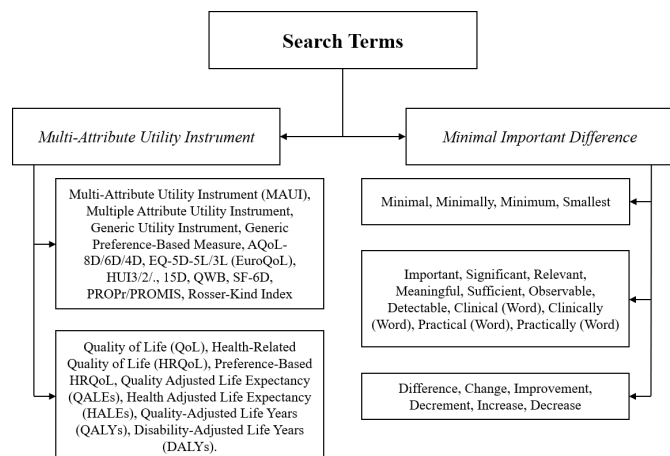 Search Terms
Multi-Attribute Utility Instrument
Minimal Important Difference
Multi-Attribute Utility Instrument (MAUI),
Multiple Attribute Utility Instrument,
Generic Utility Instrument, Generic
Preference-Based Measure, AQoL-
8D/6D/4D, EQ-5D-5L/3L (EuroQoL),
HUI3/2/., 15D, QWB, SF-6D,
PROPr/PROMIS, Rosser-Kind Index
Quality of Life (QoL), Health-Related
Quality of Life (HRQoL), Preference-Based
HRQoL, Quality Adjusted Life Expectancy
(QALEs), Health Adjusted Life Expectancy
(HALEs), Quality-Adjusted Life Years
(QALYs), Disability-Adjusted Life Years
(DALYs).
Minimal, Minimally, Minimum, Smallest
Important, Significant, Relevant,
Meaningful, Sufficient, Observable,
Detectable, Clinical (Word), Clinically
(Word), Practical (Word), Practically (Word)
Difference, Change, Improvement,
Decrement, Increase, Decrease